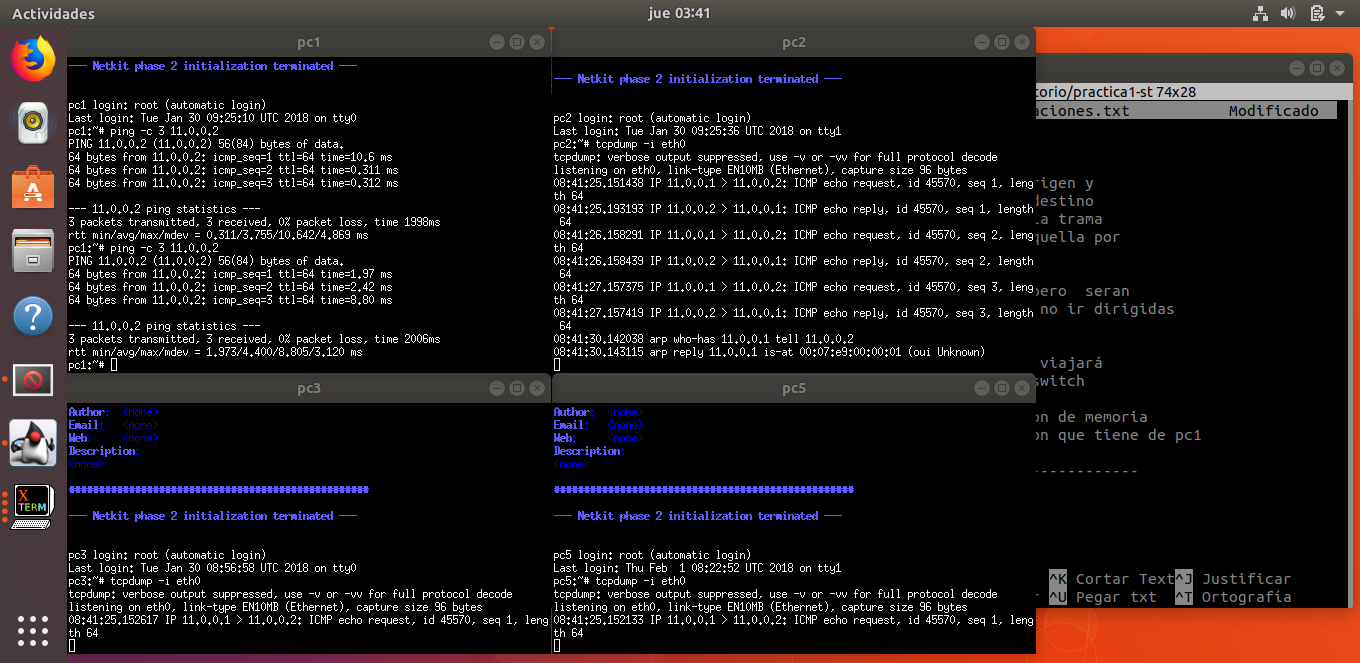 Actividades
jue 03:41
pc1
─── Netkit phase 2 initialization terminated ───
pc1 login: root (automatic login)
Last login: Tue Jan 30 09:25:10 UTC 2018 on tty0
pc1:~# ping -c 3 11.0.0.2
PING 11.0.0.2 (11.0.0.2) 56(84) bytes of data.
64 bytes from 11.0.0.2: icmp_seq=1 ttl=64 time=10.6 ms
64 bytes from 11.0.0.2: icmp_seq=2 ttl=64 time=0.311 ms
64 bytes from 11.0.0.2: icmp_seq=3 ttl=64 time=0.312 ms
--- 11.0.0.2 ping statistics ---
3 packets transmitted, 3 received, 0% packet loss, time 1998ms
rtt min/avg/max/mdev = 0.311/3.755/10.642/4.869 ms
pc1:~# ping -c 3 11.0.0.2
PING 11.0.0.2 (11.0.0.2) 56(84) bytes of data.
64 bytes from 11.0.0.2: icmp_seq=1 ttl=64 time=1.97 ms
64 bytes from 11.0.0.2: icmp_seq=2 ttl=64 time=2.42 ms
64 bytes from 11.0.0.2: icmp_seq=3 ttl=64 time=8.80 ms
--- 11.0.0.2 ping statistics ---
3 packets transmitted, 3 received, 0% packet loss, time 2006ms
rtt min/avg/max/mdev = 1.973/4.400/8.805/3.120 ms
pc1:~#
pc2
─── Netkit phase 2 initialization terminated ───
pc2 login: root (automatic login)
Last login: Tue Jan 30 09:25:36 UTC 2018 on tty1
pc2:~# tcpdump -i eth0
tcpdump: verbose output suppressed, use -v or -vv for full protocol decode
listening on eth0, link-type EN10MB (Ethernet), capture size 96 bytes
08:41:25.151438 IP 11.0.0.1 > 11.0.0.2: ICMP echo request, id 45570, seq 1, leng
th 64
08:41:25.193193 IP 11.0.0.2 > 11.0.0.1: ICMP echo reply, id 45570, seq 1, length
64
08:41:26.158291 IP 11.0.0.1 > 11.0.0.2: ICMP echo request, id 45570, seq 2, leng
th 64
08:41:26.158439 IP 11.0.0.2 > 11.0.0.1: ICMP echo reply, id 45570, seq 2, length
64
08:41:27.157375 IP 11.0.0.1 > 11.0.0.2: ICMP echo request, id 45570, seq 3, leng
th 64
08:41:27.157419 IP 11.0.0.2 > 11.0.0.1: ICMP echo reply, id 45570, seq 3, length
64
08:41:30.142038 arp who-has 11.0.0.1 tell 11.0.0.2
08:41:30.143115 arp reply 11.0.0.1 is-at 00:07:e9:00:00:01 (oui Unknown)
pc3
Author: <none>
Email: <none>
Web: <none>
Description:
<none>
##################################################
─── Netkit phase 2 initialization terminated ───
pc3 login: root (automatic login)
Last login: Tue Jan 30 08:56:58 UTC 2018 on tty0
pc3:~# tcpdump -i eth0
tcpdump: verbose output suppressed, use -v or -vv for full protocol decode
listening on eth0, link-type EN10MB (Ethernet), capture size 96 bytes
08:41:25.152617 IP 11.0.0.1 > 11.0.0.2: ICMP echo request, id 45570, seq 1, leng
th 64
pc5
Author: <none>
Email: <none>
Web: <none>
Description:
<none>
##################################################
─── Netkit phase 2 initialization terminated ───
pc5 login: root (automatic login)
Last login: Thu Feb  1 08:22:52 UTC 2018 on tty1
pc5:~# tcpdump -i eth0
tcpdump: verbose output suppressed, use -v or -vv for full protocol decode
listening on eth0, link-type EN10MB (Ethernet), capture size 96 bytes
08:41:25.152133 IP 11.0.0.1 > 11.0.0.2: ICMP echo request, id 45570, seq 1, leng
th 64
torio/practica1-st 74x28
aciones.txt Modificado
rigen y
destino
la trama
quella por
pero  seran
no ir dirigidas
viajará
switch
on de memoria
on que tiene de pc1
------------
^K Cortar Text ^J Justificar
^U Pegar txt ^T Ortografía
X
TERM